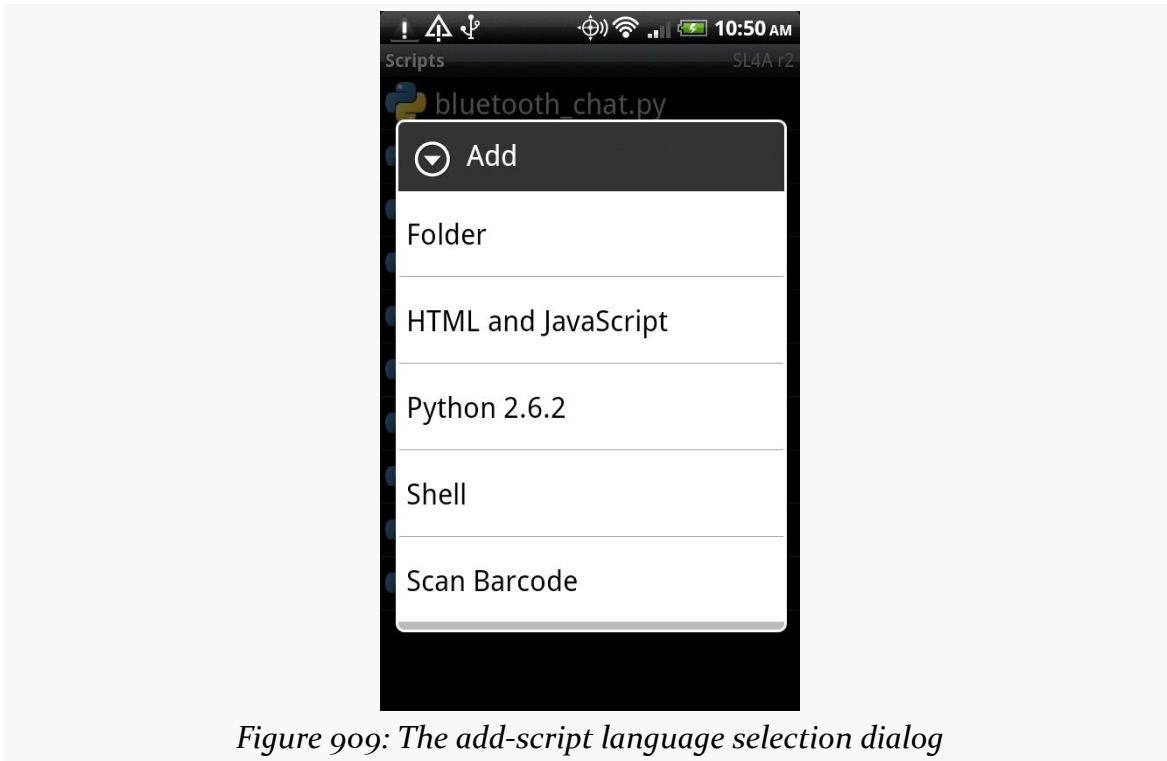 10:50 AM
Scripts SL4A r2
bluetooth_chat.py
Add
Folder
HTML and JavaScript
Python 2.6.2
Shell
Scan Barcode
Figure 909: The add-script language selection dialog